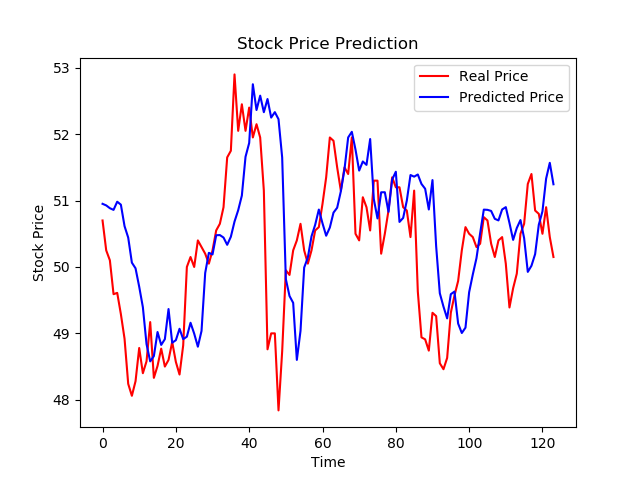 Stock Price Prediction
Real Price
Predicted Price
Stock Price
53
52
51
50
49
48
0 20 40 60 80 100 120
Time